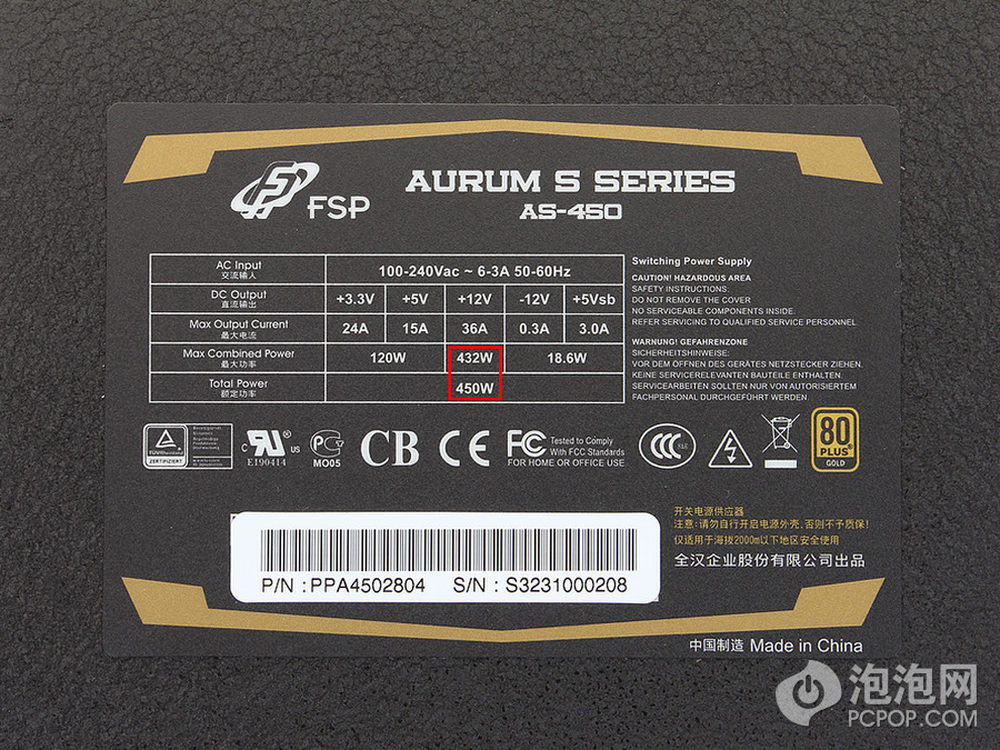 FSP
AURUM S SERIES
AS-450
AC Input 100-240Vac ~ 6-3A 50-60Hz
交流输入
DC Output +3.3V +5V +12V -12V +5Vsb
直流输出
Max Output Current 24A 15A 36A 0.3A 3.0A
最大电流
Max Combined Power 120W 432W 18.6W
最大功率
Total Power 450W
额定功率
Switching Power Supply
CAUTION! HAZARDOUS AREA
SAFETY INSTRUCTIONS:
DO NOT REMOVE THE COVER
NO SERVICEABLE COMPONENTS INSIDE.
REFER SERVICING TO QUALIFIED SERVICE PERSONNEL
WARNUNG! GEFAHRENZONE
SICHERHEITSHINWEISE:
VOR DEM ÖFFNEN DES GERÄTES NETZSTECKER ZIEHEN.
KEINE SERVICERELEVANTEN BAUTEILE ENTHALTEN.
SERVICEARBEITEN SOLLTEN NUR VON AUTORISIERTEM
FACHPERSONAL DURCHGEFÜHRT WERDEN.
ZERTIFIZIERT
c RU ® US
E190414
MO05
CB
CE
FC Tested to Comply
With FCC Standards
FOR HOME OR OFFICE USE
CCC S&E
80
PLUS
GOLD
开关电源供应器
注意:请勿自行开启电源外壳,否则不予质保!
仅适用于海拔2000m以下地区安全使用
全汉企业股份有限公司出品
P/N :PPA4502804 S/N : S3231000208
中国制造 Made in China
泡泡网
PCPOP.COM